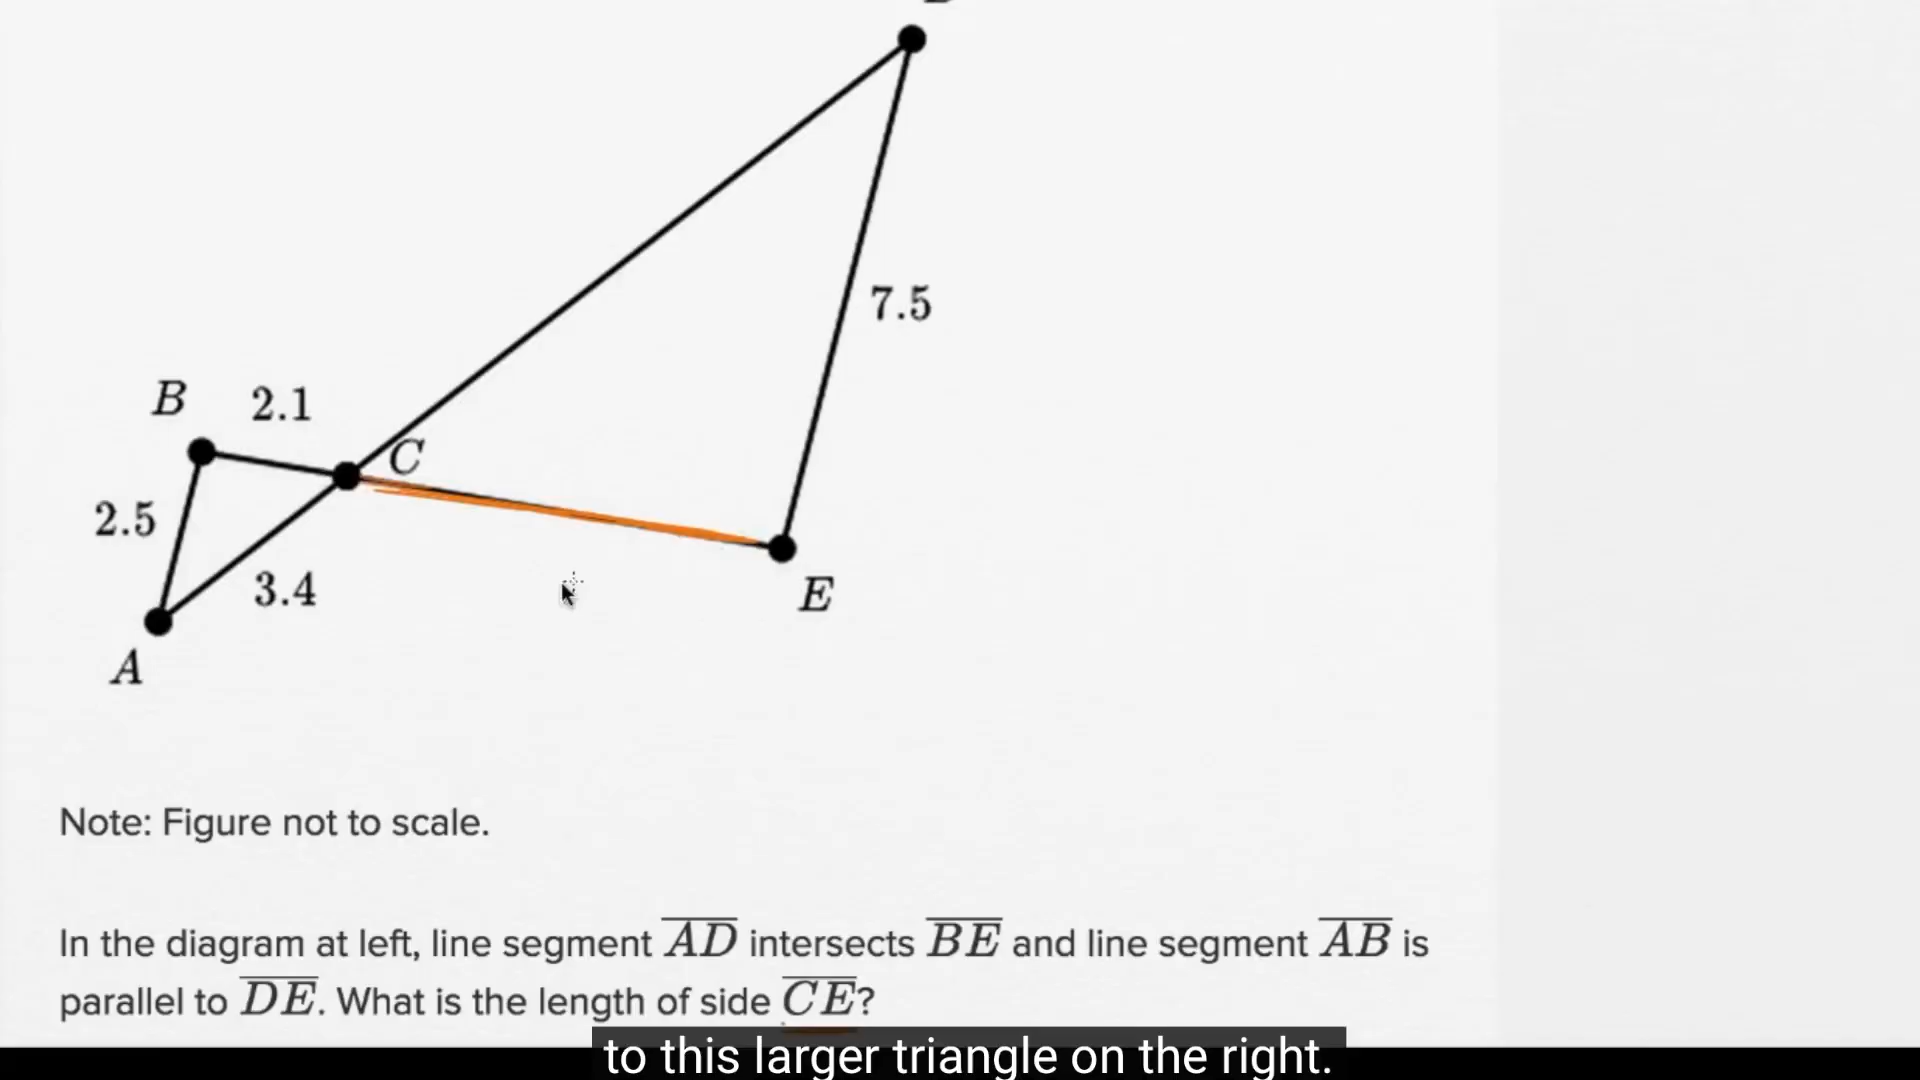 B 2.1
C
7.5
2.5
3.4
E
A
Note: Figure not to scale.
In the diagram at left, line segment AD intersects BE and line segment AB is
parallel to DE. What is the length of side CE?
to this larger triangle on the right.